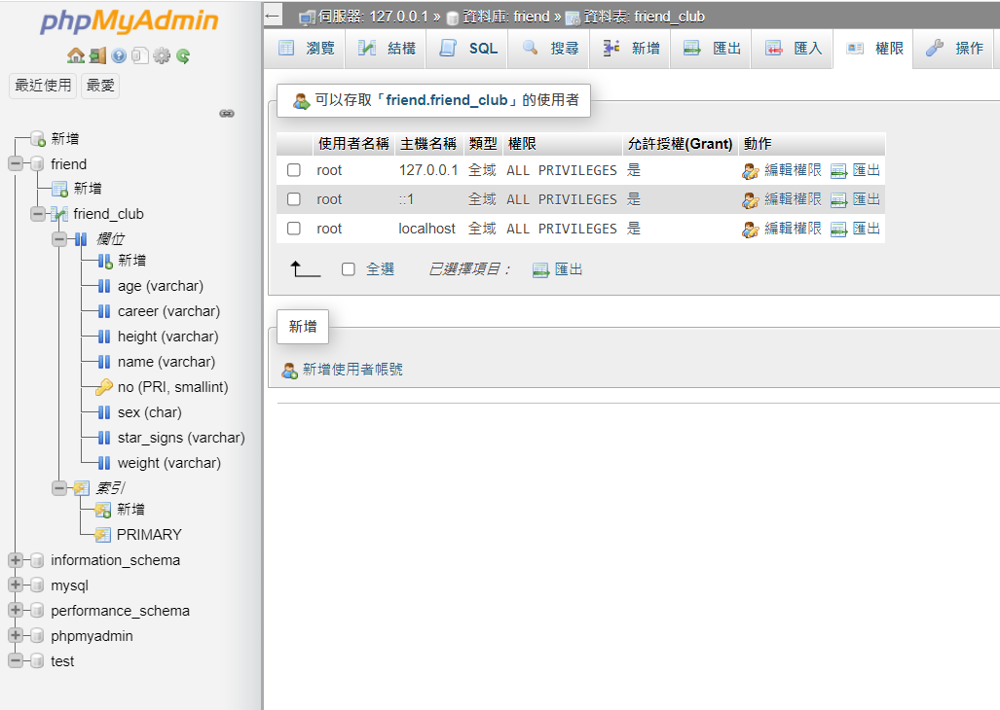 phpMyAdmin
最近使用 最愛
新增
friend
新增
friend_club
欄位
新增
age (varchar)
career (varchar)
height (varchar)
name (varchar)
no (PRI, smallint)
sex (char)
star_signs (varchar)
weight (varchar)
索引
新增
PRIMARY
information_schema
mysql
performance_schema
phpmyadmin
test
伺服器: 127.0.0.1 » 資料庫: friend » 資料表: friend_club
瀏覽 結構 SQL 搜尋 新增 匯出 匯入 權限 操作
可以存取「friend.friend_club」的使用者
使用者名稱 主機名稱 類型 權限 允許授權(Grant) 動作
root 127.0.0.1 全域 ALL PRIVILEGES 是 編輯權限 匯出
root ::1 全域 ALL PRIVILEGES 是 編輯權限 匯出
root localhost 全域 ALL PRIVILEGES 是 編輯權限 匯出
全選 已選擇項目： 匯出
新增
新增使用者帳號